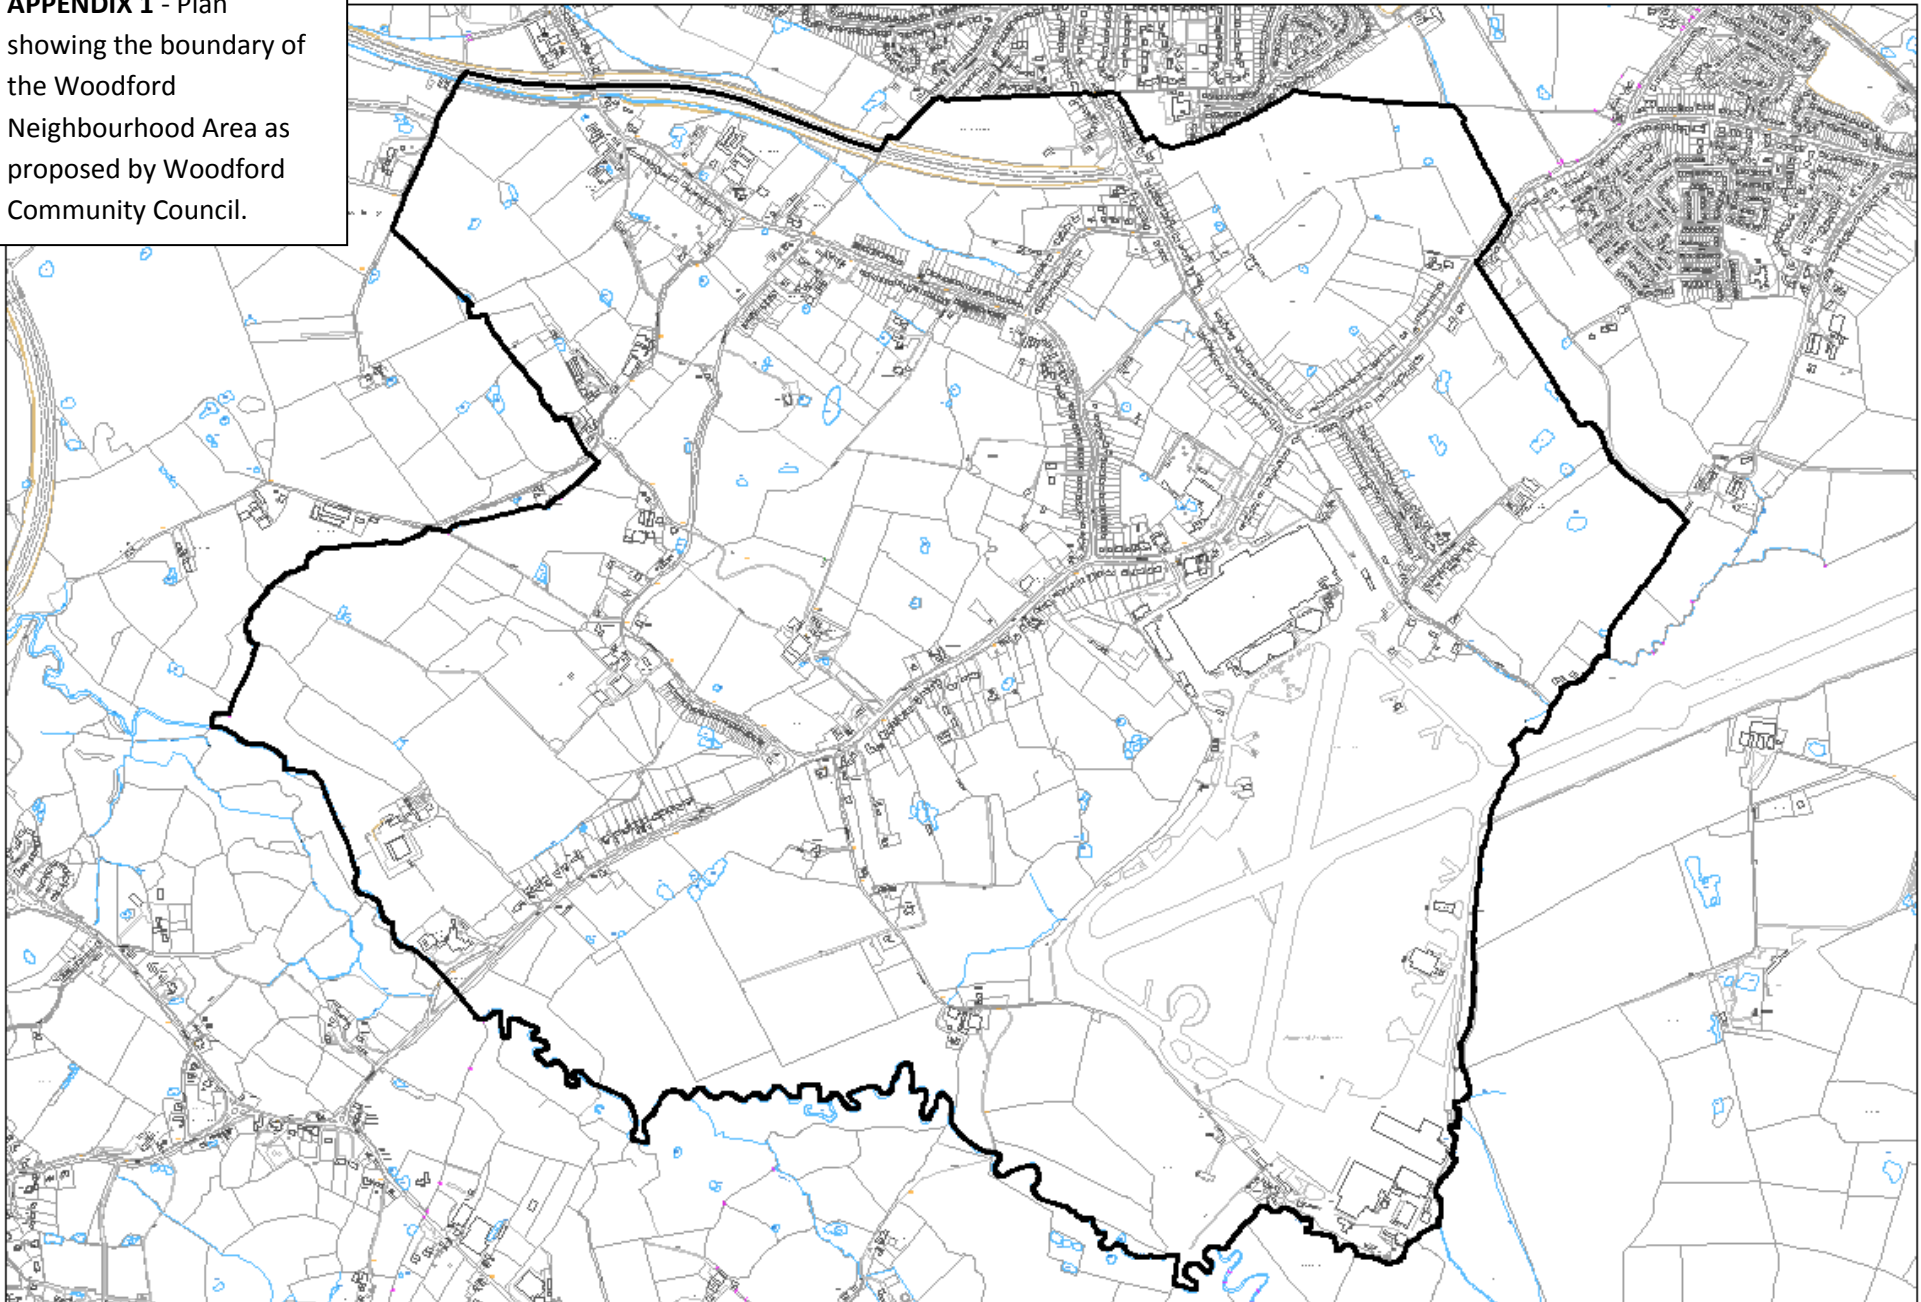 APPENDIX 1 - Plan
showing the boundary of
the Woodford
Neighbourhood Area as
proposed by Woodford
Community Council.